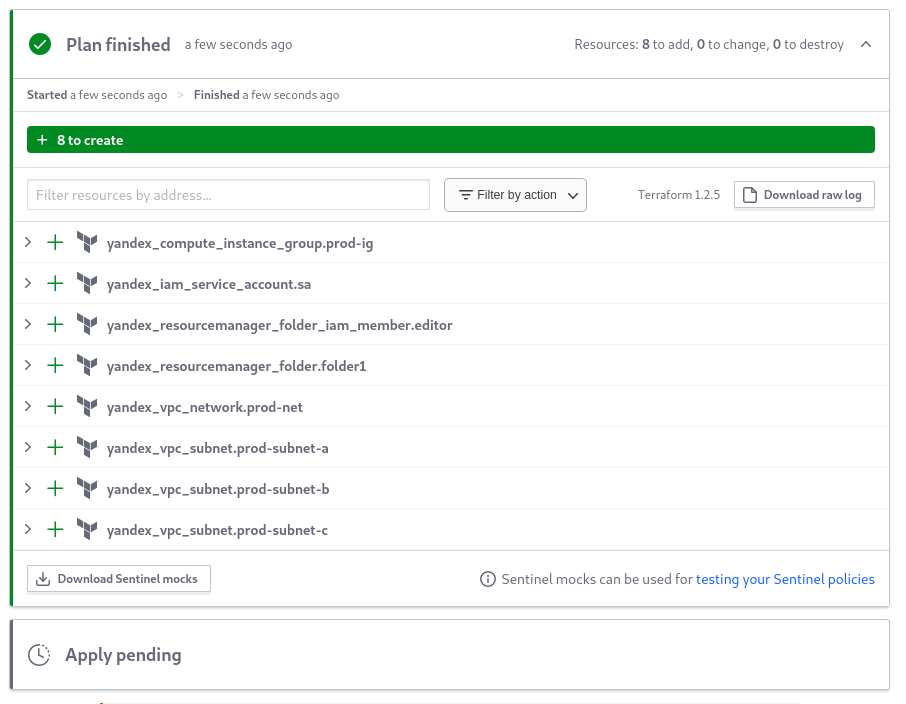 Plan finished a few seconds ago Resources: 8 to add, 0 to change, 0 to destroy
Started a few seconds ago > Finished a few seconds ago
+ 8 to create
Filter resources by address... Filter by action Terraform 1.2.5 Download raw log
yandex_compute_instance_group.prod-ig
yandex_iam_service_account.sa
yandex_resourcemanager_folder_iam_member.editor
yandex_resourcemanager_folder.folder1
yandex_vpc_network.prod-net
yandex_vpc_subnet.prod-subnet-a
yandex_vpc_subnet.prod-subnet-b
yandex_vpc_subnet.prod-subnet-c
Download Sentinel mocks Sentinel mocks can be used for testing your Sentinel policies
Apply pending